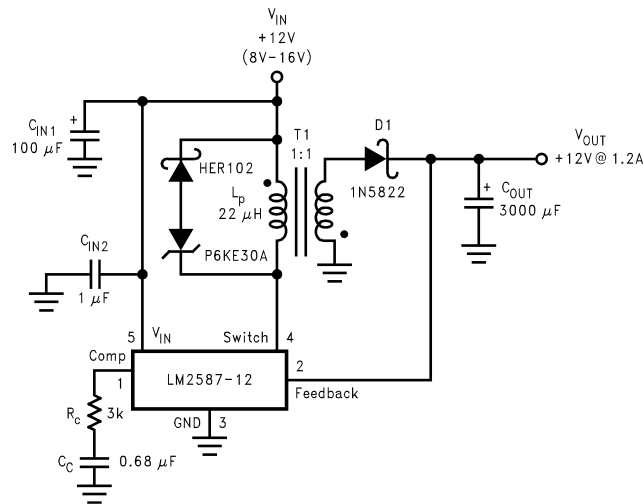 V_IN
+12V
(8V–16V)
C_IN1
+
100 μF
T1
1:1
D1
V_OUT
+12V@ 1.2A
HER102
L_p
22 μH
1N5822
+
C_OUT
3000 μF
P6KE30A
C_IN2
1 μF
5
V_IN
Switch
4
Comp
1
LM2587-12
2
Feedback
R_c
3k
GND
3
C_C
0.68 μF